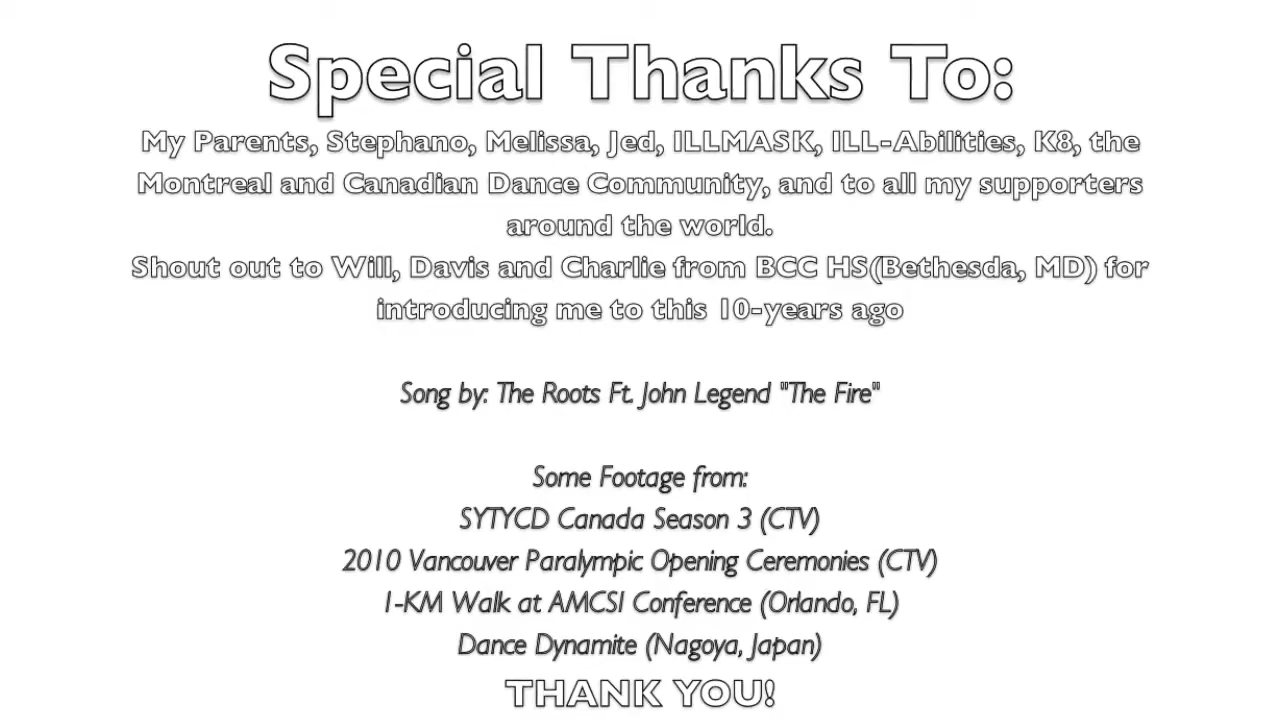 Special Thanks To:
My Parents, Stephano, Melissa, Jed, ILLMASK, ILL-Abilities, K8, the
Montreal and Canadian Dance Community, and to all my supporters
around the world.
Shout out to Will, Davis and Charlie from BCC HS(Bethesda, MD) for
introducing me to this 10-years ago
Song by: The Roots Ft. John Legend "The Fire"
Some Footage from:
SYTYCD Canada Season 3 (CTV)
2010 Vancouver Paralympic Opening Ceremonies (CTV)
1-KM Walk at AMCSI Conference (Orlando, FL)
Dance Dynamite (Nagoya, Japan)
THANK YOU!